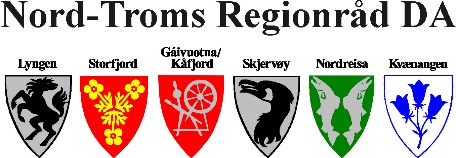 Nord-Troms Regionråd DA
Gáivuotna/
Lyngen Storfjord Kåfjord Skjervøy Nordreisa Kvænangen